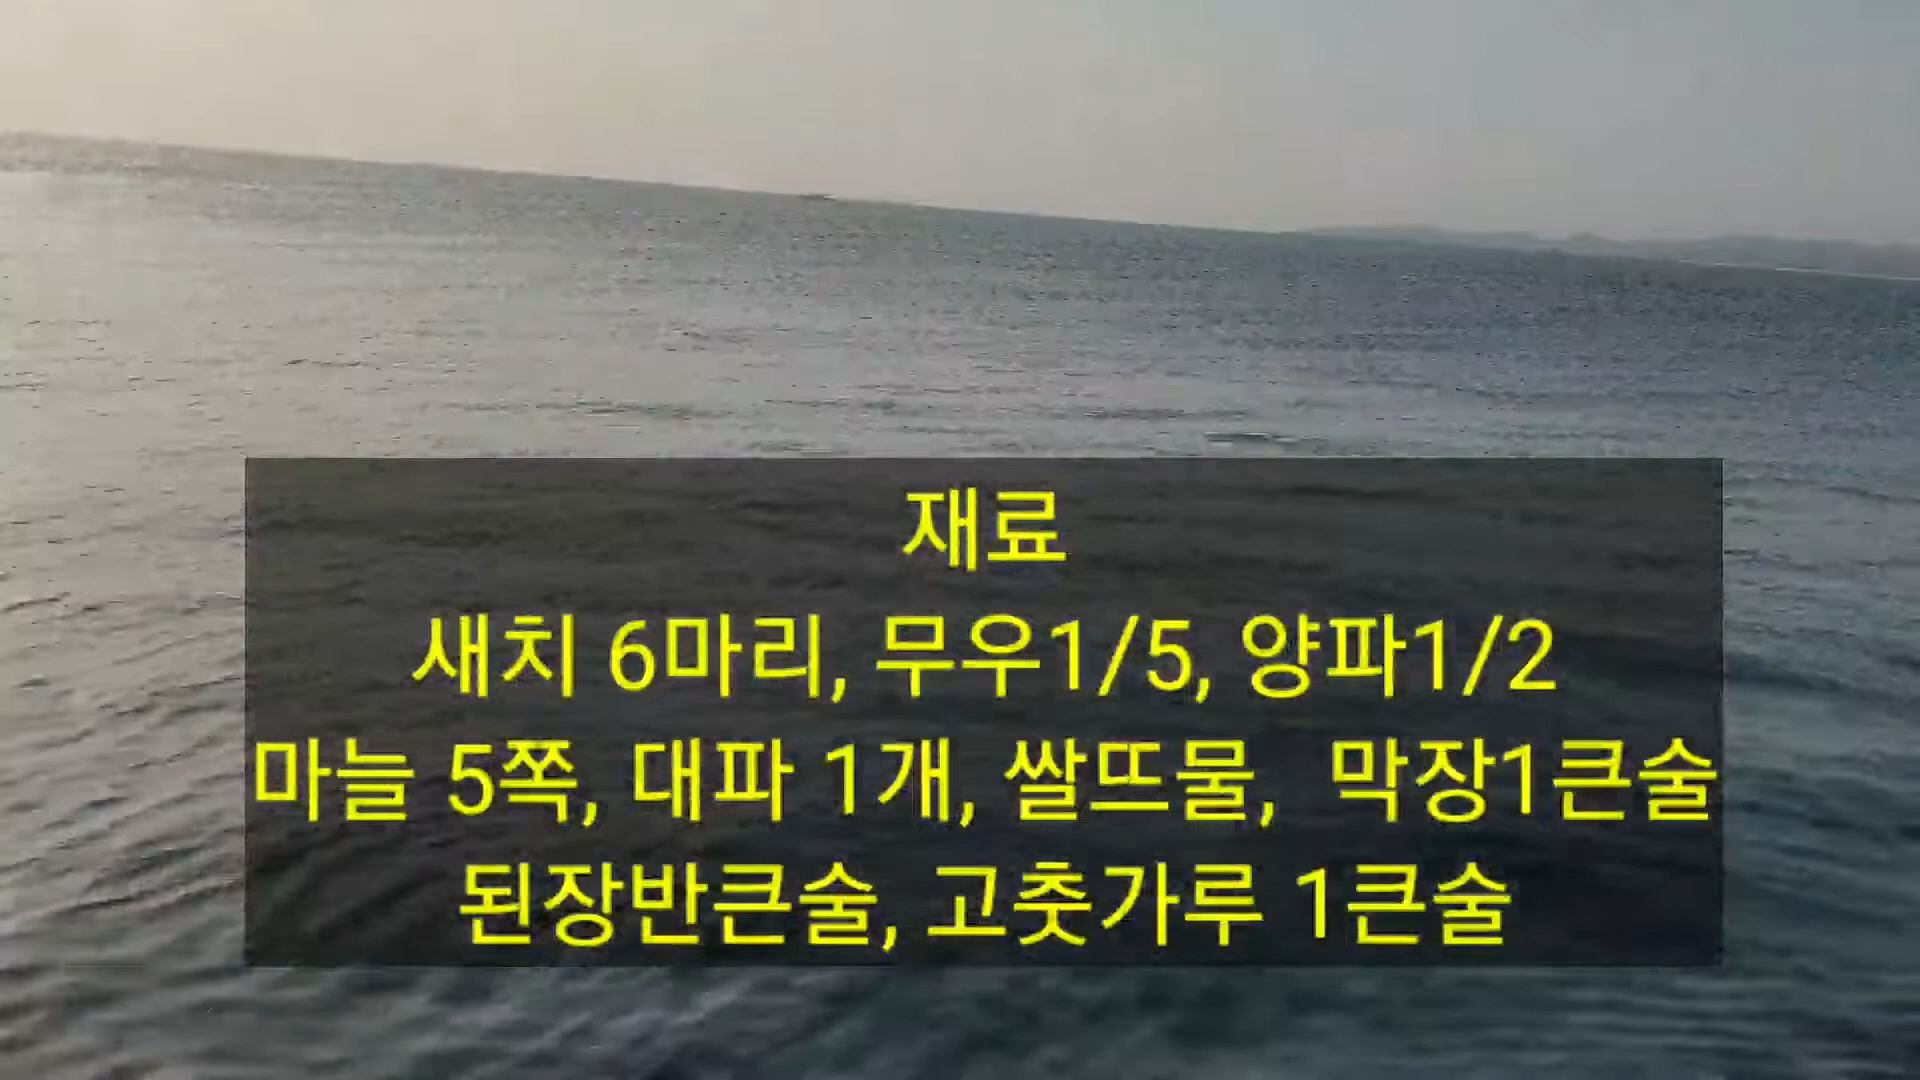 재료
새치 6마리, 무우1/5, 양파1/2
마늘 5쪽, 대파 1개, 쌀뜨물, 막장1큰술
된장반큰술, 고춧가루 1큰술